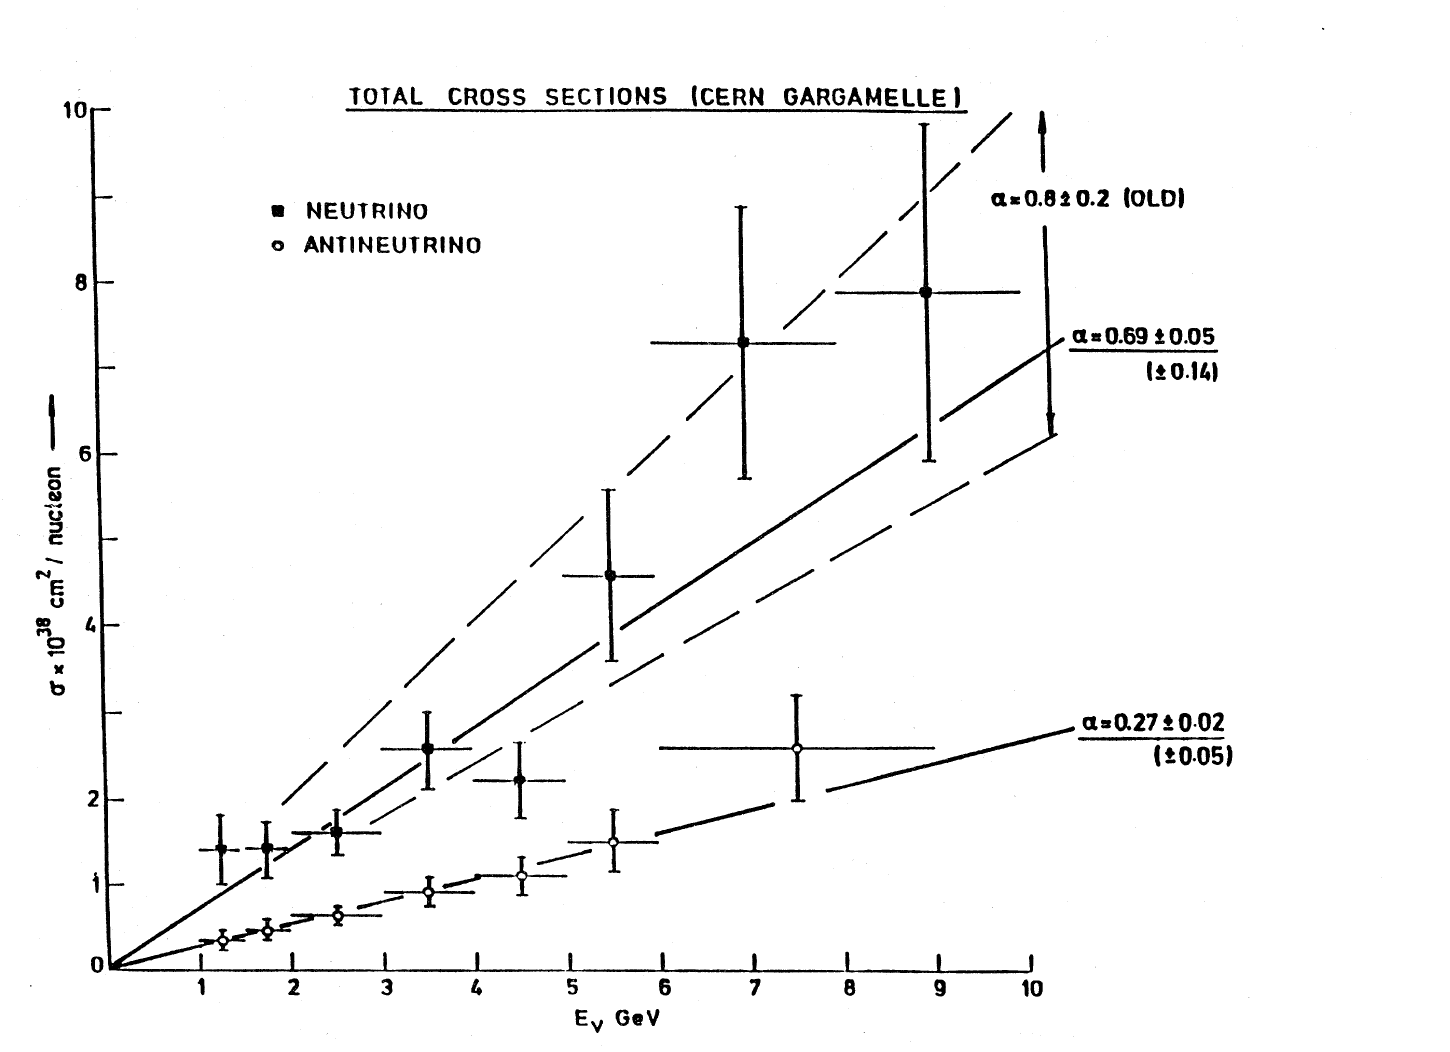 TOTAL CROSS SECTIONS (CERN GARGAMELLE)
10
8
6
4
2
1
0
σ × 10³⁸ cm² / nucleon
NEUTRINO
ANTINEUTRINO
α=0.8±0.2 (OLD)
α=0.69±0.05
(±0.14)
α=0.27±0.02
(±0.05)
1 2 3 4 5 6 7 8 9 10
Eᵥ GeV